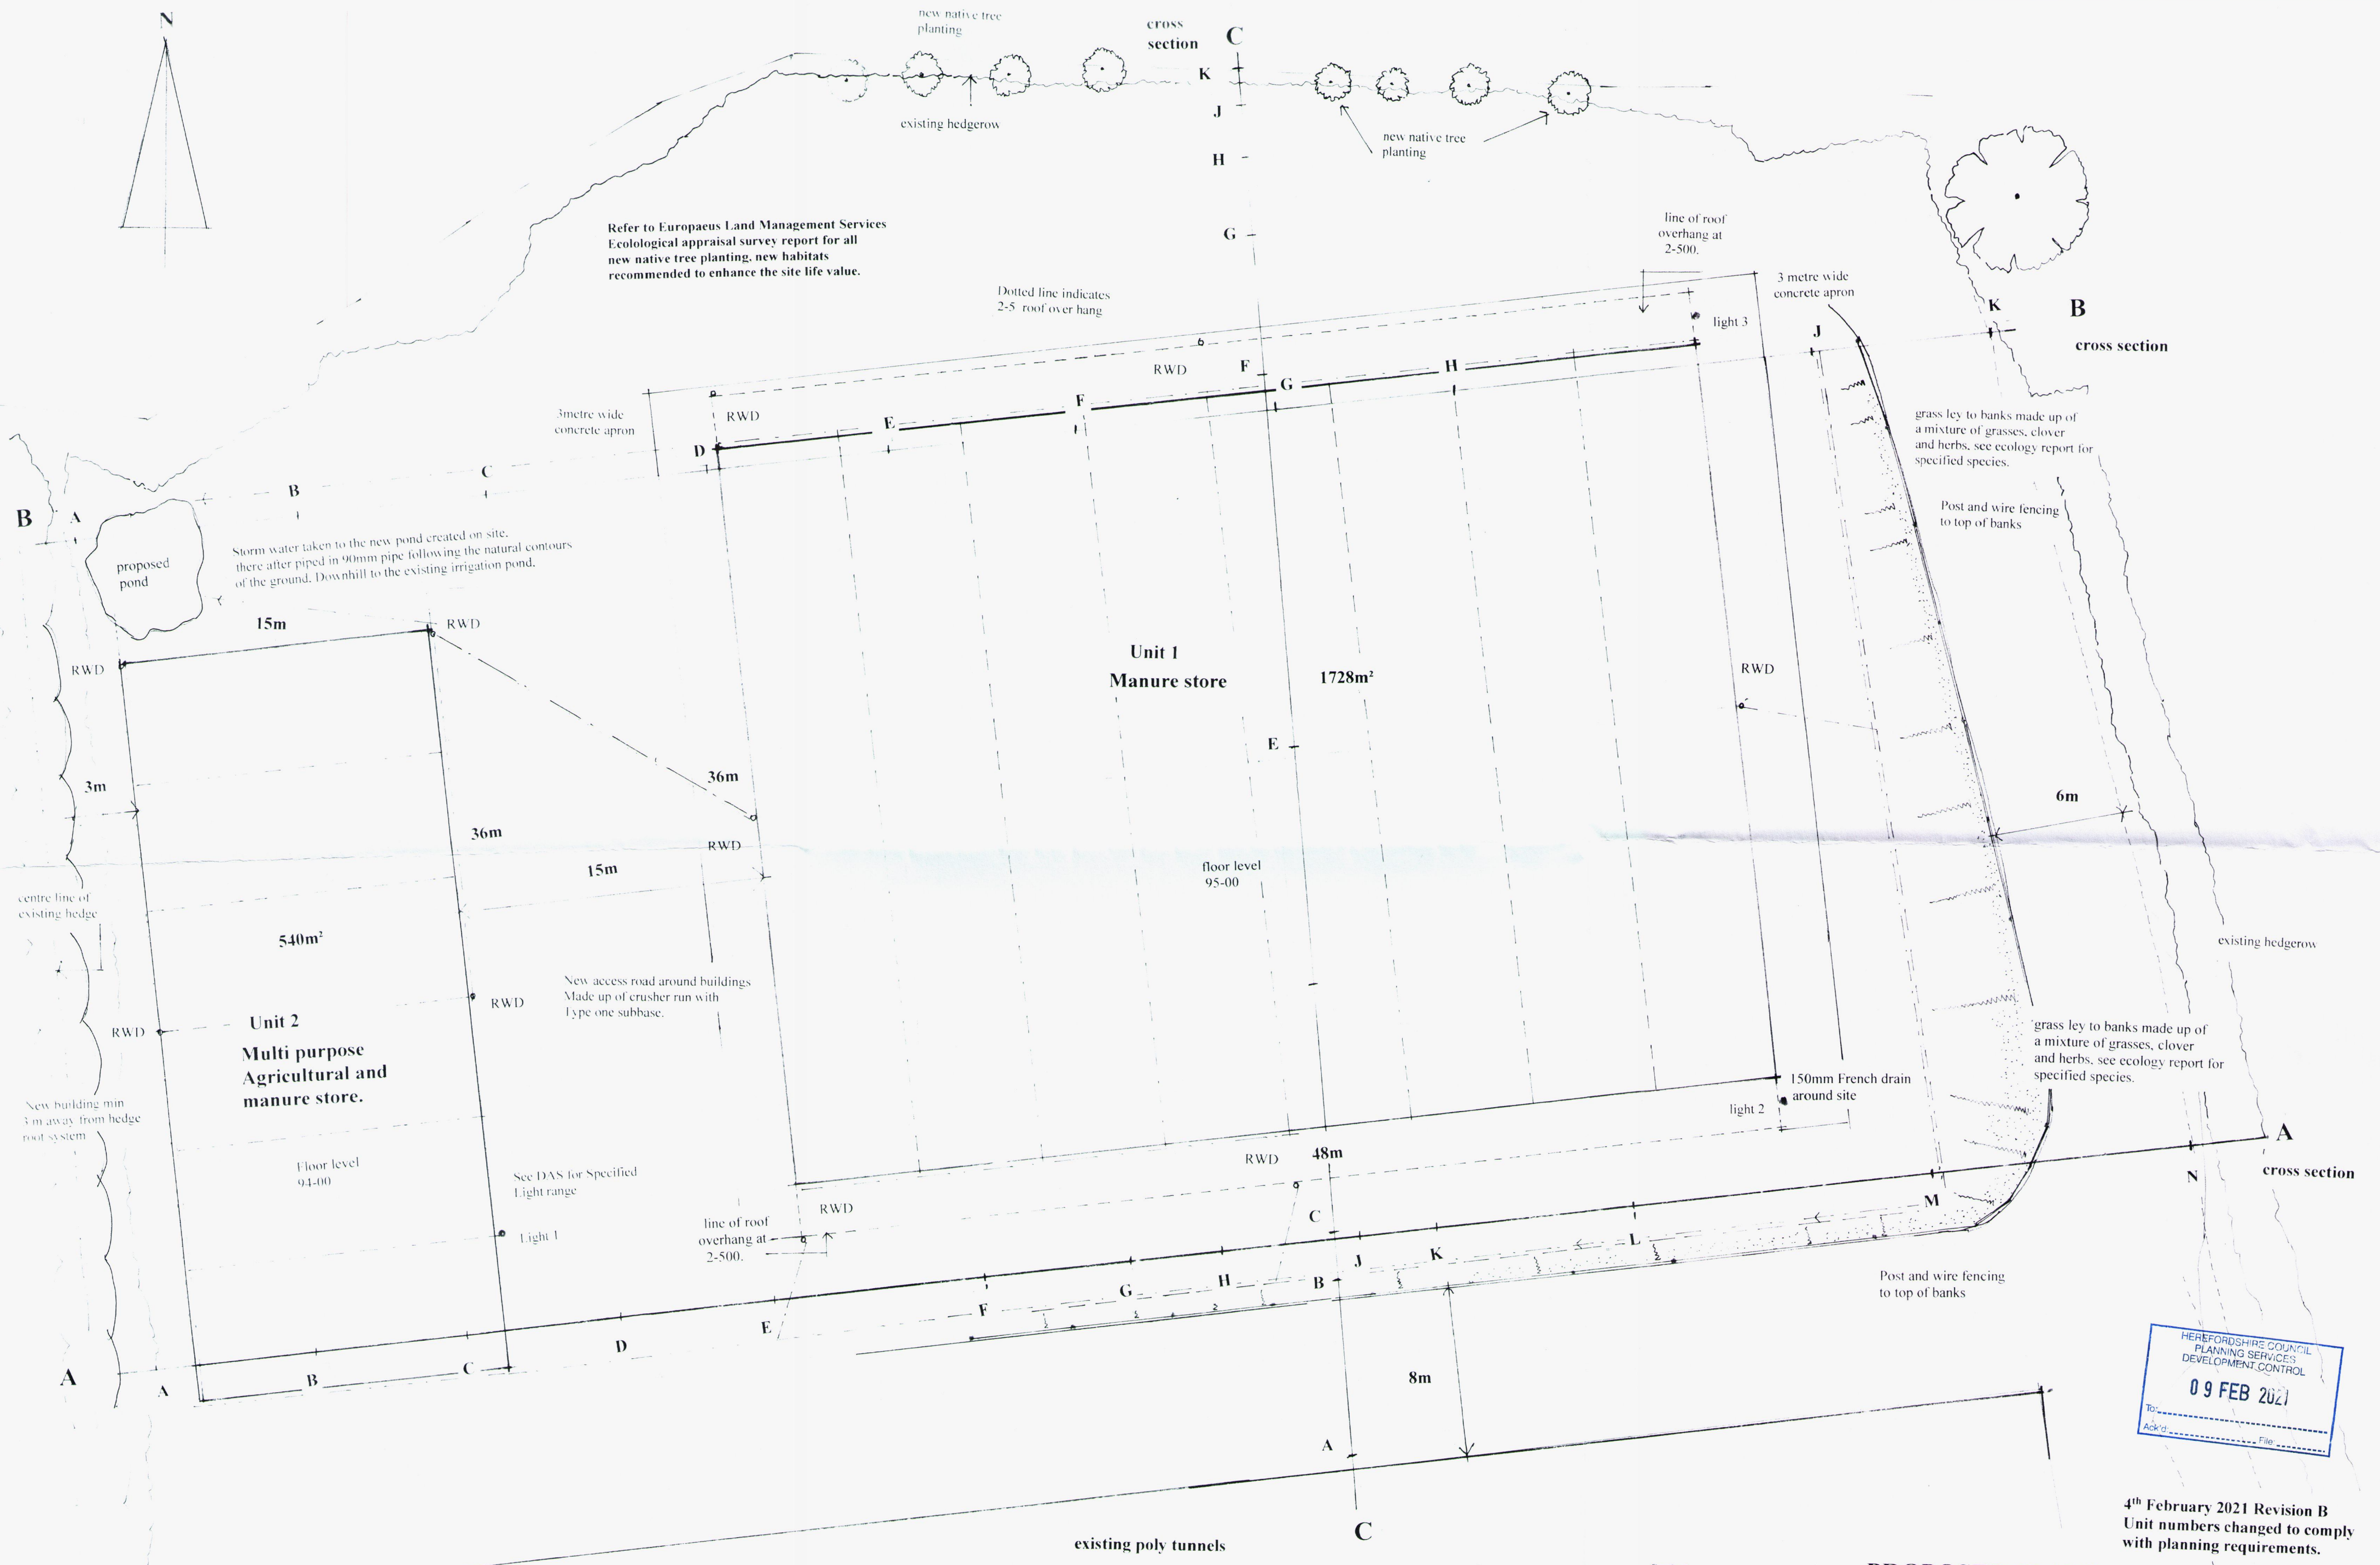 N
new native tree
planting
cross
section
C
K
J
existing hedgerow
new native tree
planting
H
G
Refer to Europaeus Land Management Services
Ecolological appraisal survey report for all
new native tree planting, new habitats
recommended to enhance the site life value.
line of roof
overhang at
2-500.
Dotted line indicates
2-5 roof over hang
3 metre wide
concrete apron
K
B
cross section
light 3
J
RWD
F
G
H
3metre wide
concrete apron
RWD
D
E
F
grass ley to banks made up of
a mixture of grasses, clover
and herbs, see ecology report for
specified species.
B
C
B
A
Post and wire fencing
to top of banks
Storm water taken to the new pond created on site.
there after piped in 90mm pipe following the natural contours
of the ground. Downhill to the existing irrigation pond.
proposed
pond
15m
RWD
RWD
Unit 1
Manure store
1728m²
RWD
E
3m
36m
36m
RWD
15m
6m
floor level
95-00
centre line of
existing hedge
540m²
existing hedgerow
New access road around buildings
Made up of crusher run with
Type one subbase.
RWD
RWD
Unit 2
Multi purpose
Agricultural and
manure store.
grass ley to banks made up of
a mixture of grasses, clover
and herbs, see ecology report for
specified species.
150mm French drain
around site
light 2
New building min
3 m away from hedge
root system
Floor level
94-00
See DAS for Specified
Light range
RWD
48m
A
cross section
N
M
RWD
line of roof
overhang at
2-500.
Light 1
C
J
K
L
B
H
G
F
E
D
C
B
A
A
Post and wire fencing
to top of banks
8m
A
HEREFORDSHIRE COUNCIL
PLANNING SERVICES
DEVELOPMENT CONTROL
09 FEB 2021
To:
Ack'd: File:
C
existing poly tunnels
4th February 2021 Revision B
Unit numbers changed to comply
with planning requirements.